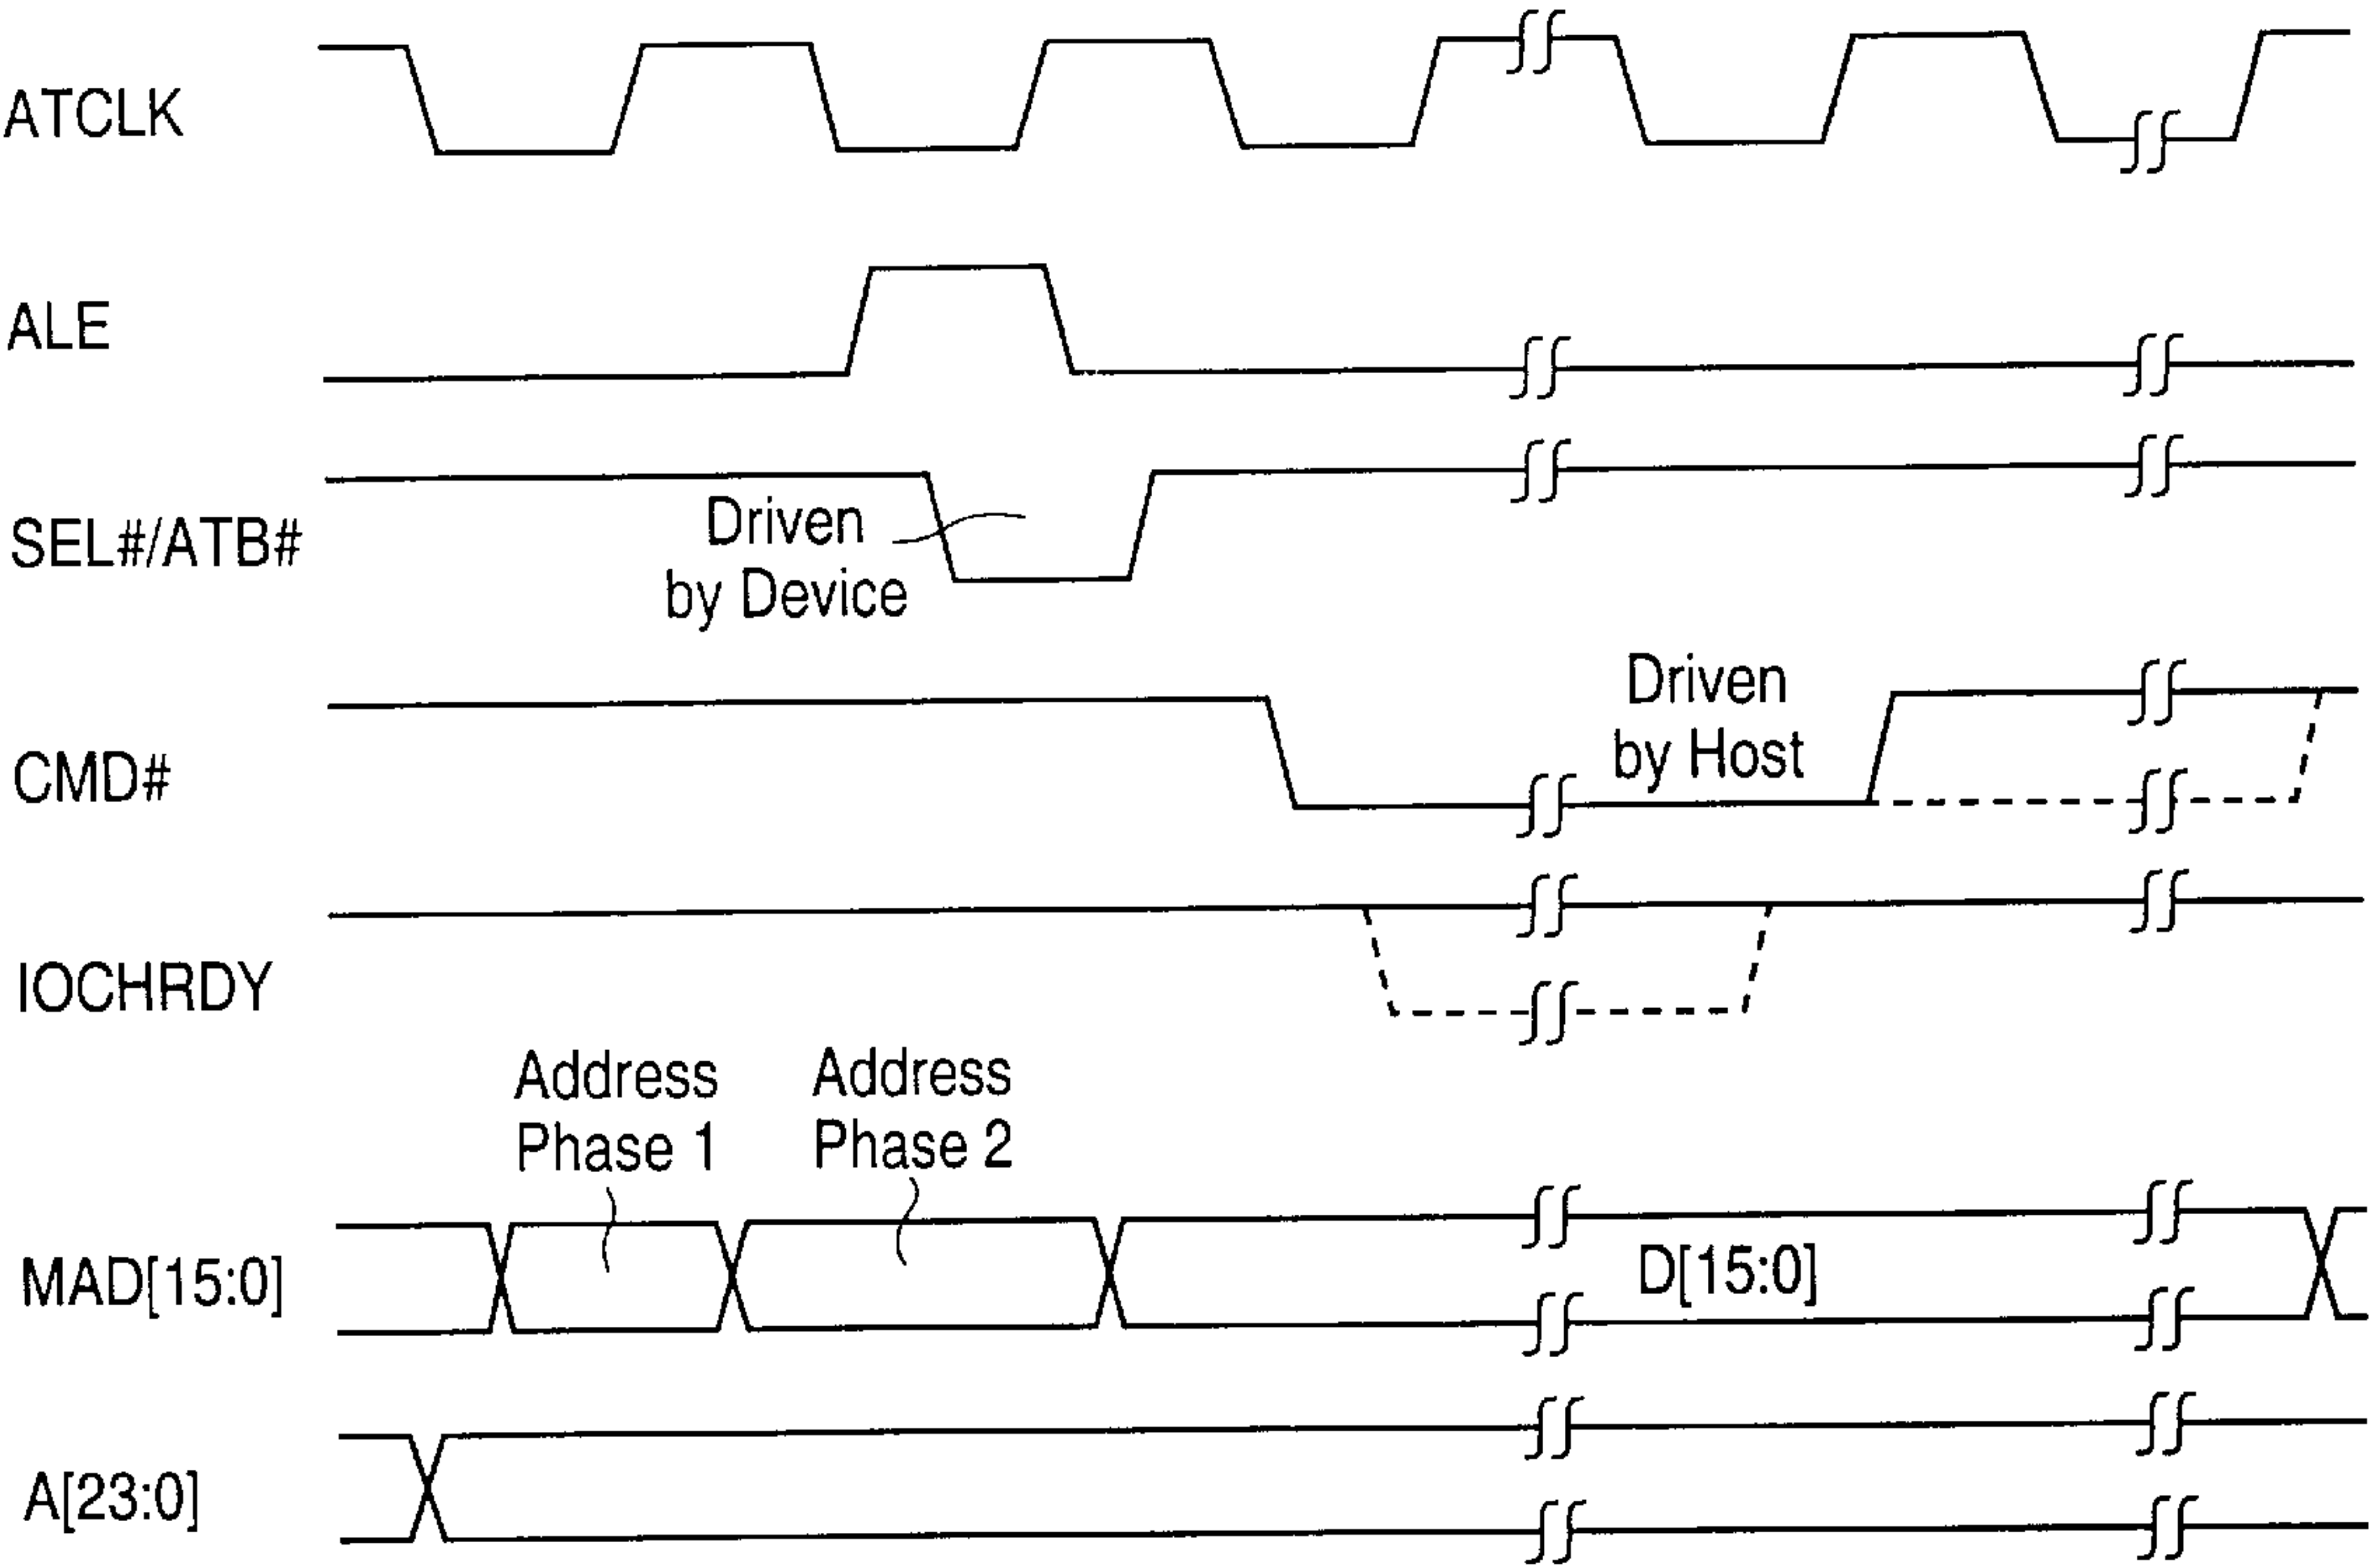 ATCLK
ALE
SEL#/ATB#
Driven
by Device
CMD#
Driven
by Host
IOCHRDY
Address
Phase 1
Address
Phase 2
MAD[15:0]
D[15:0]
A[23:0]